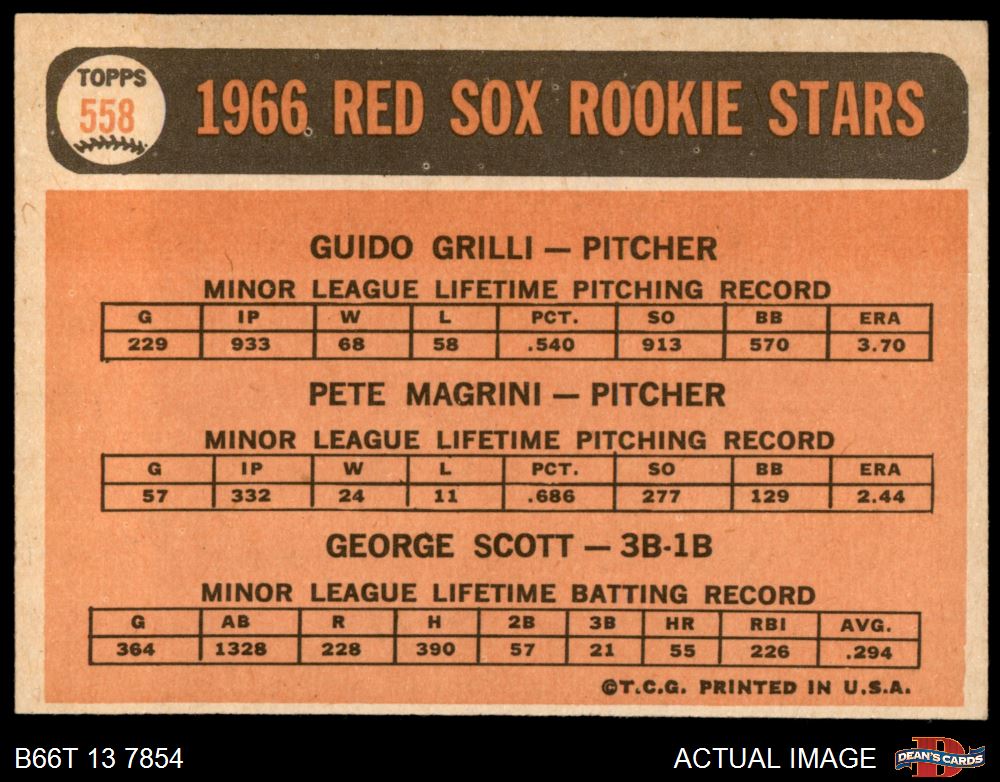 TOPPS
558
1966 RED SOX ROOKIE STARS
GUIDO GRILLI — PITCHER
MINOR LEAGUE LIFETIME PITCHING RECORD
G IP W L PCT. SO BB ERA
229 933 68 58 .540 913 570 3.70
PETE MAGRINI — PITCHER
MINOR LEAGUE LIFETIME PITCHING RECORD
G IP W L PCT. SO BB ERA
57 332 24 11 .686 277 129 2.44
GEORGE SCOTT — 3B-1B
MINOR LEAGUE LIFETIME BATTING RECORD
G AB R H 2B 3B HR RBI AVG.
364 1328 228 390 57 21 55 226 .294
©T.C.G. PRINTED IN U.S.A.
B66T 13 7854
ACTUAL IMAGE
D
DEAN'S CARDS